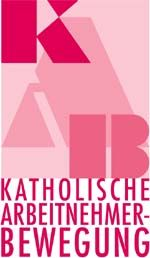 K
A
B
KATHOLISCHE
ARBEITNEHMER-
BEWEGUNG